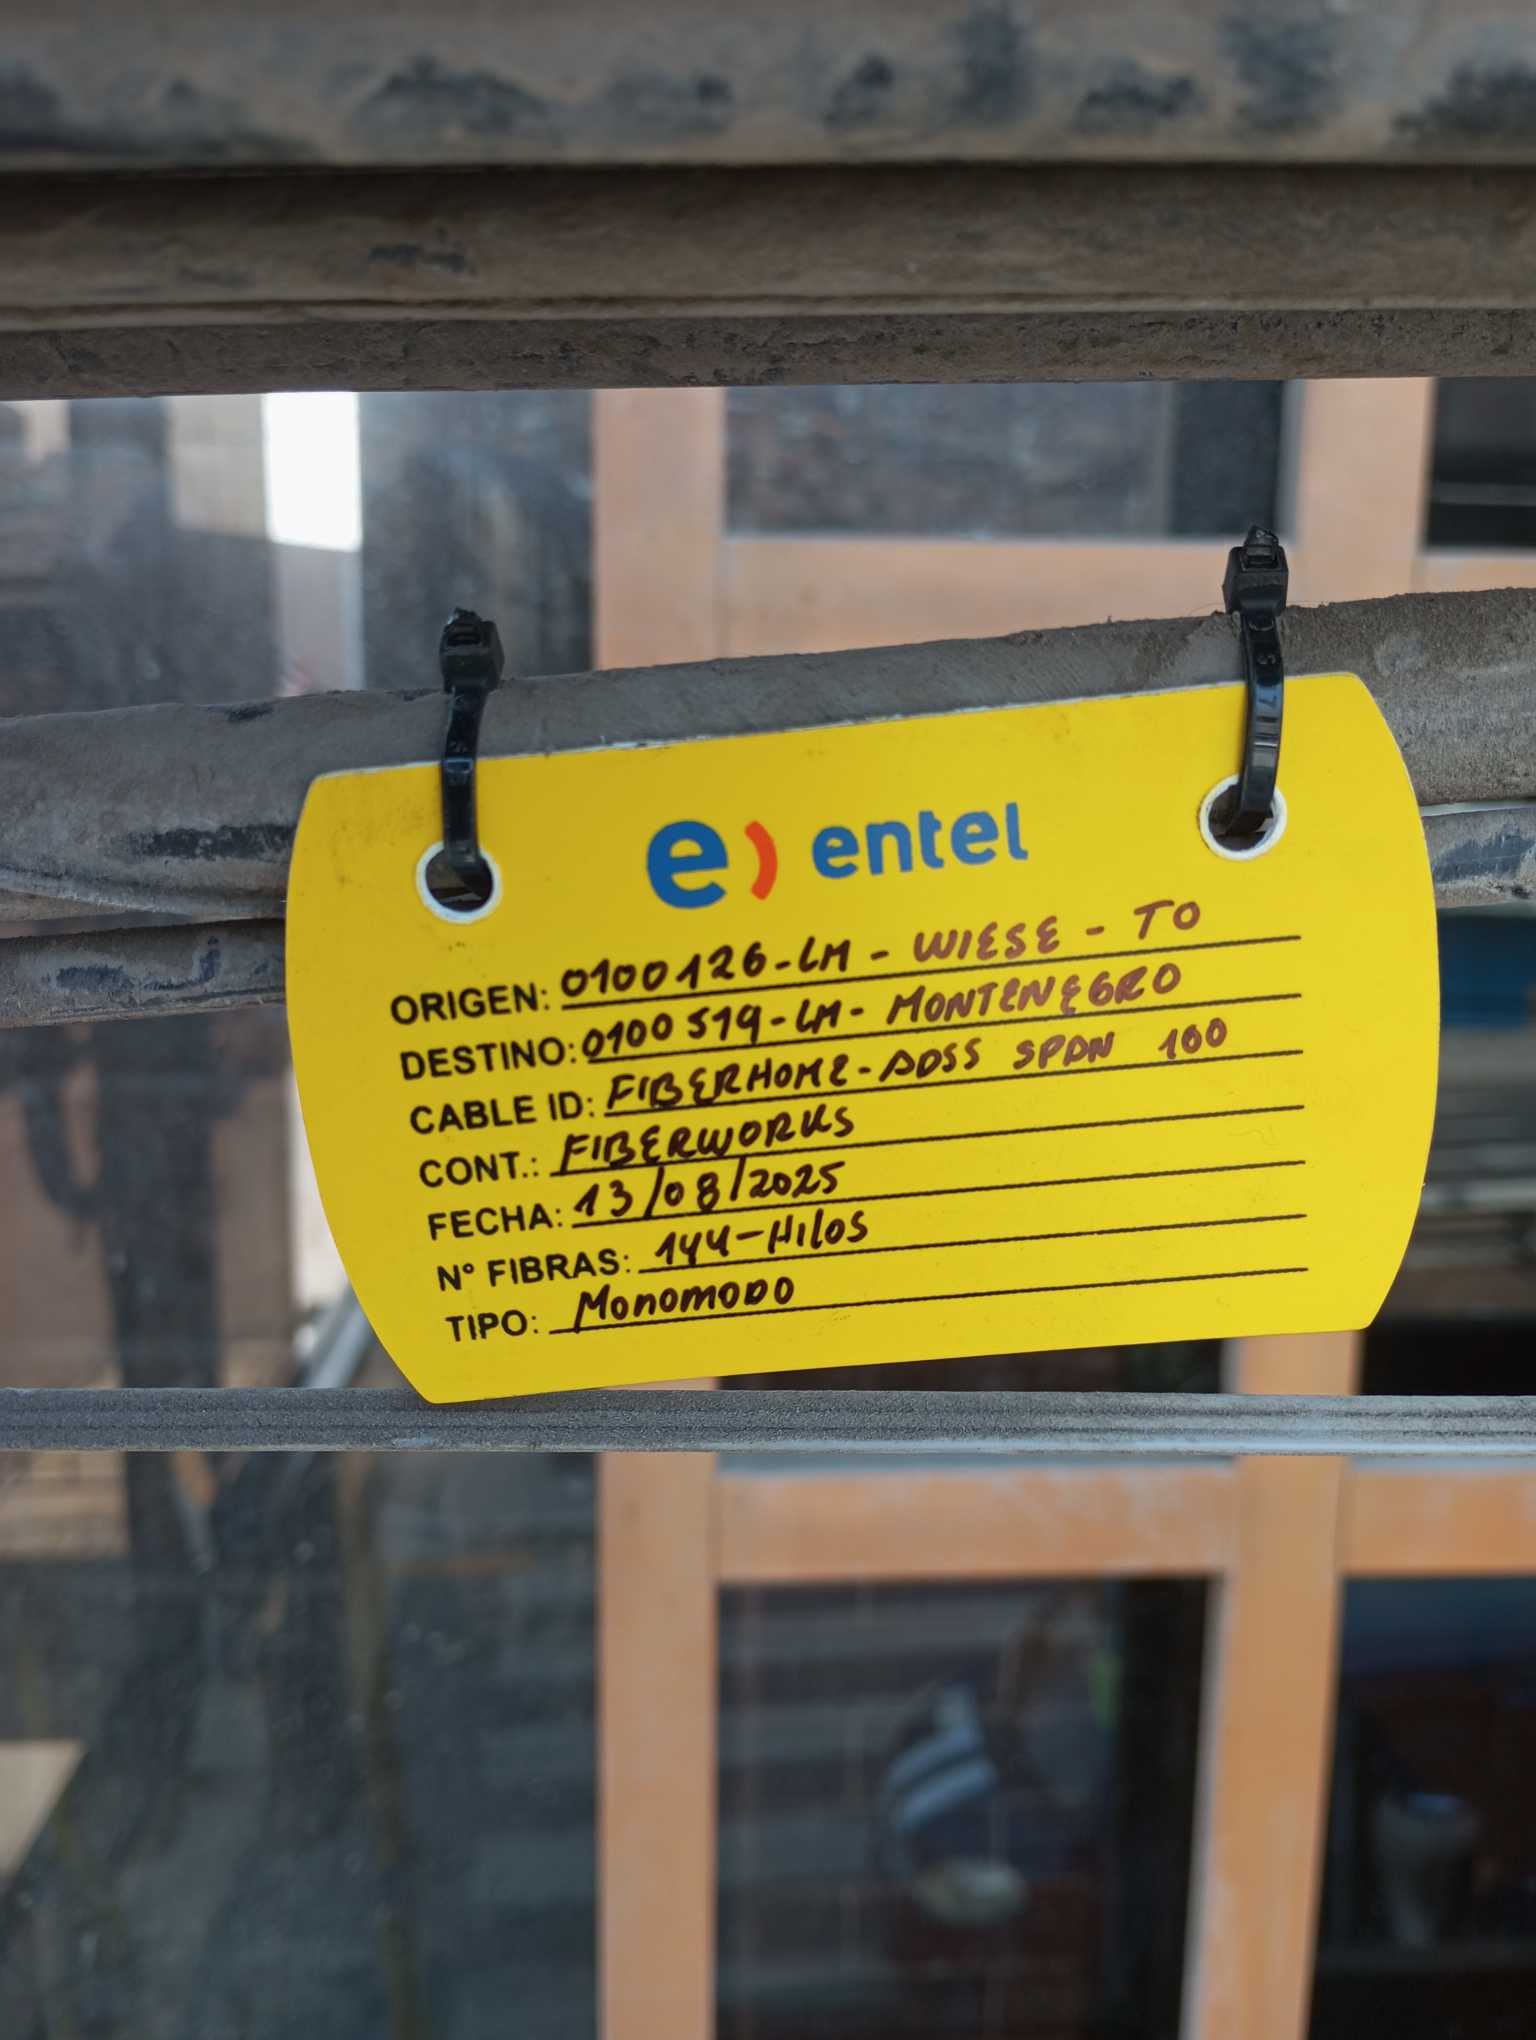 e) entel
ORIGEN: 0100126-LM-WIESE-TO
DESTINO: 0100519-LM-MONTENEGRO
CABLE ID: FIBERHOME-ADSS SPAN 100
CONT.: FIBERWORKS
FECHA: 13/08/2025
N° FIBRAS: 144-HILOS
TIPO: MONOMODO